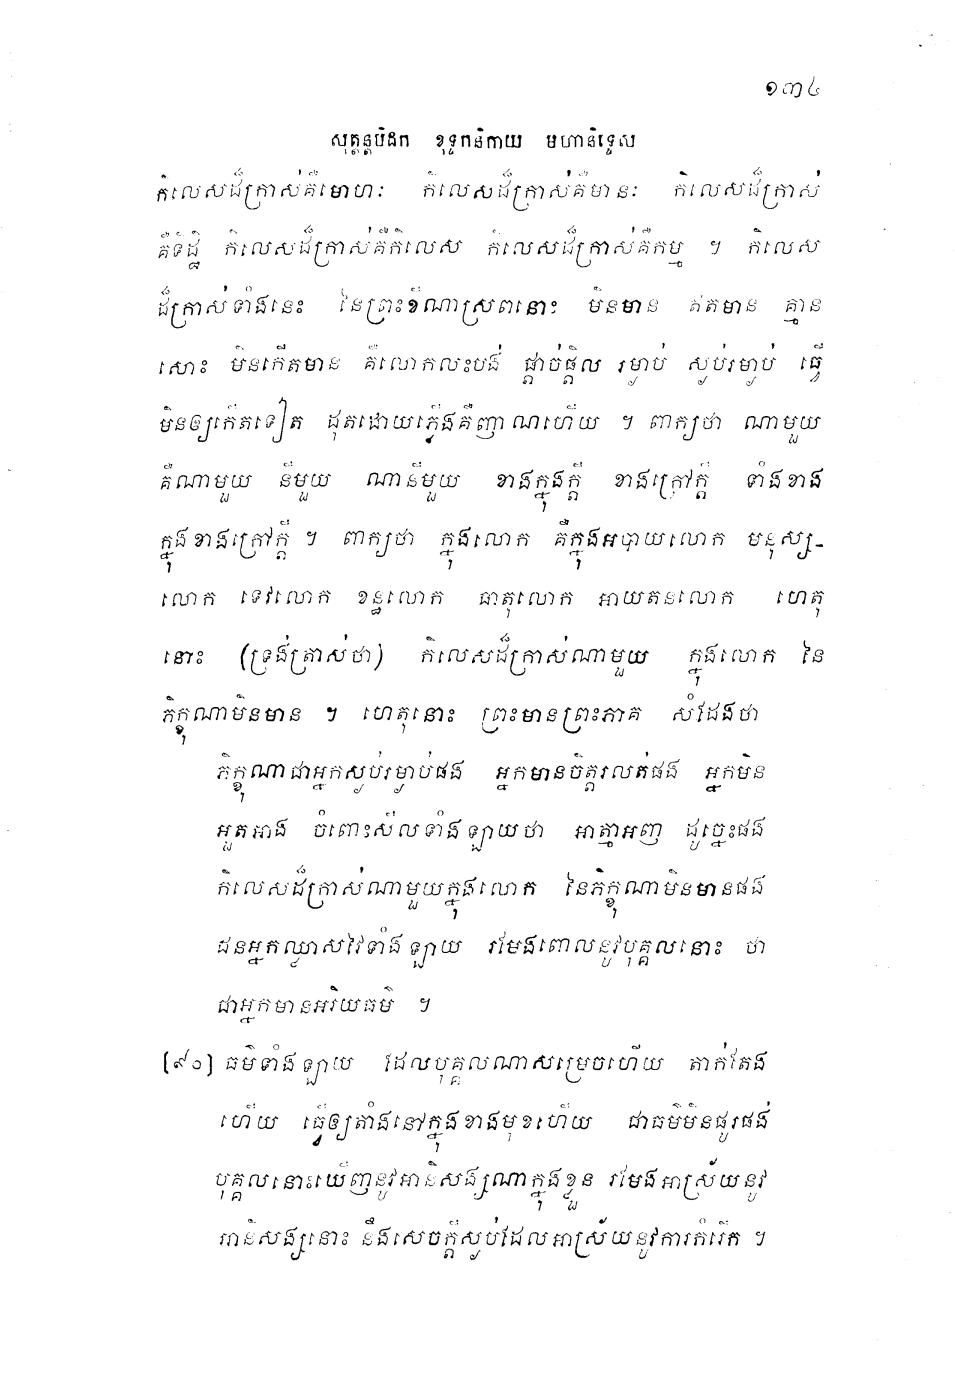 ១៣៤
សុត្តន្តបិដក ខុទ្ទកនិកាយ មហានិទ្ទេស
កិលេសដ៏ក្រាស់គឺមោហៈ កិលេសដ៏ក្រាស់គឺមានៈ កិលេសដ៏ក្រាស់
គឺទិដ្ឋិ កិលេសដ៏ក្រាស់គឺកិលេស កិលេសដ៏ក្រាស់គឺកម្ម ។ កិលេស
ដ៏ក្រាស់ទាំងនេះ នៃព្រះខីណាស្រពនោះ មិនមាន ឥតមាន គ្មាន
សោះ មិនកើតមាន គឺលោកលះបង់ ផ្តាច់ផ្តិល រម្ងាប់ ស្ងប់រម្ងាប់ ធ្វើ
មិនឲ្យកើតទៀត ដុតដោយភ្លើងគឺញាណហើយ ។ ពាក្យថា ណាមួយ
គឺណាមួយ នីមួយ ណានីមួយ ខាងក្នុងក្តី ខាងក្រៅក្តី ទាំងខាង
ក្នុងខាងក្រៅក្តី ។ ពាក្យថា ក្នុងលោក គឺក្នុងអបាយលោក មនុស្ស-
លោក ទេវលោក ខន្ធលោក ធាតុលោក អាយតនលោក ហេតុ
នោះ (ទ្រង់ត្រាស់ថា) កិលេសដ៏ក្រាស់ណាមួយ ក្នុងលោក នៃ
ភិក្ខុណាមិនមាន ។ ហេតុនោះ ព្រះមានព្រះភាគ សំដែងថា
ភិក្ខុណាជាអ្នកស្ងប់រម្ងាប់ផង អ្នកមានចិត្តរលត់ផង អ្នកមិន
អួតអាង ចំពោះសីលទាំងឡាយថា អាត្មាអញ ដូច្នេះផង
កិលេសដ៏ក្រាស់ណាមួយក្នុងលោក នៃភិក្ខុណាមិនមានផង
ជនអ្នកឈ្លាសវៃទាំងឡាយ រមែងពោលនូវបុគ្គលនោះ ថា
ជាអ្នកមានអរិយធម៌ ។
(៩០) ធម៌ទាំងឡាយ ដែលបុគ្គលណាសម្រេចហើយ តាក់តែង
ហើយ ធ្វើឲ្យតាំងនៅក្នុងខាងមុខហើយ ជាធម៌មិនផូរផង់
បុគ្គលនោះឃើញនូវអានិសង្សណាក្នុងខ្លួន រមែងអាស្រ័យនូវ
អានិសង្សនោះ នឹងសេចក្តីស្ងប់ដែលអាស្រ័យនូវការកំរើក ។